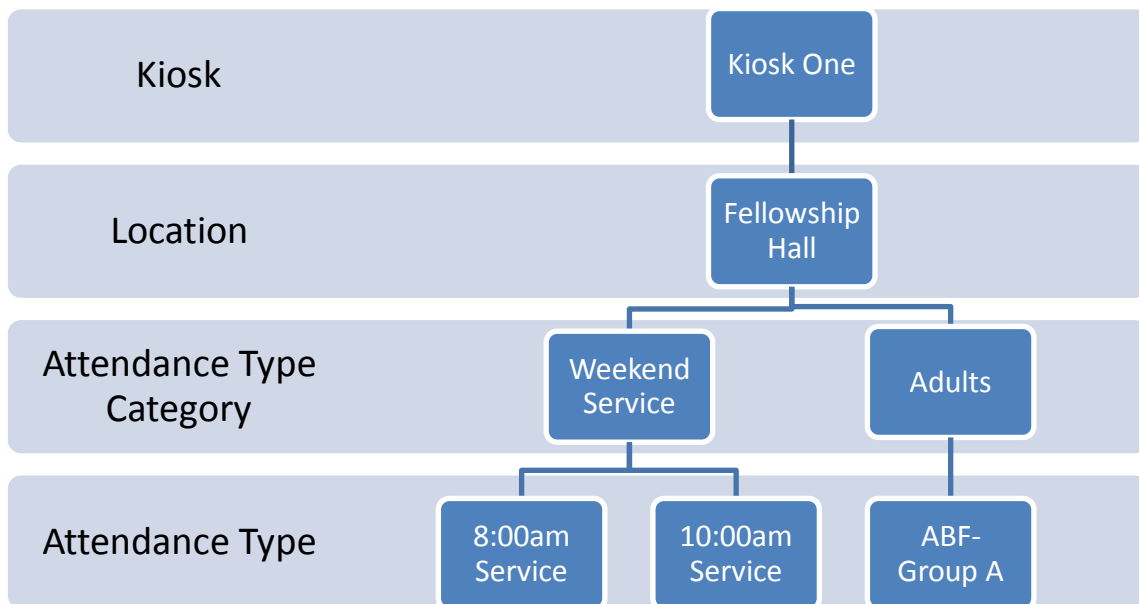 Kiosk
Kiosk One
Location
Fellowship
Hall
Attendance Type
Category
Weekend
Service
Adults
Attendance Type
8:00am
Service
10:00am
Service
ABF-
Group A